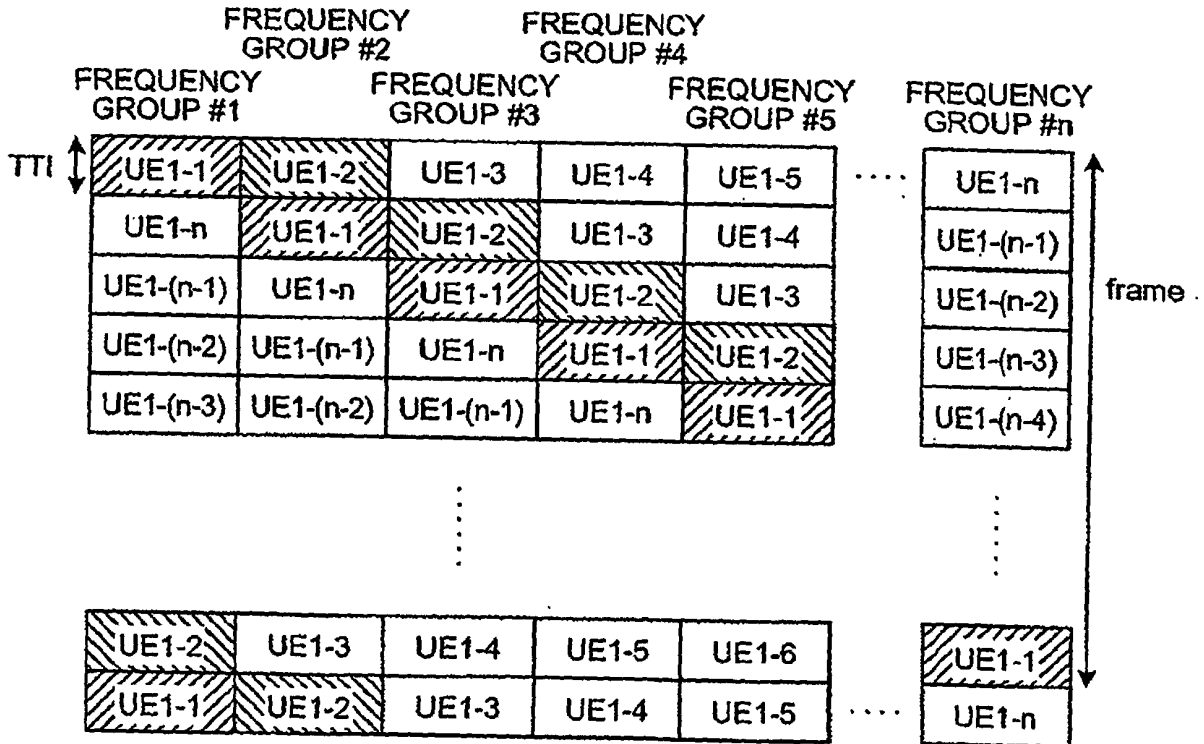 FREQUENCY GROUP #2
FREQUENCY GROUP #4
FREQUENCY GROUP #1
FREQUENCY GROUP #3
FREQUENCY GROUP #5
FREQUENCY GROUP #n
TTI
UE1-1 UE1-2 UE1-3 UE1-4 UE1-5 ..... UE1-n
UE1-n UE1-1 UE1-2 UE1-3 UE1-4 UE1-(n-1)
UE1-(n-1) UE1-n UE1-1 UE1-2 UE1-3 UE1-(n-2)
frame
UE1-(n-2) UE1-(n-1) UE1-n UE1-1 UE1-2 UE1-(n-3)
UE1-(n-3) UE1-(n-2) UE1-(n-1) UE1-n UE1-1 UE1-(n-4)
UE1-2 UE1-3 UE1-4 UE1-5 UE1-6 UE1-1
UE1-1 UE1-2 UE1-3 UE1-4 UE1-5 .... UE1-n